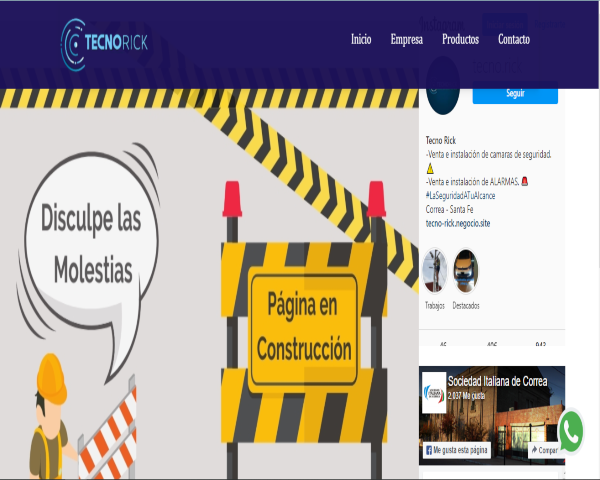 TECNORICK
Inicio Empresa Productos Contacto
Seguir
Tecno Rick
-Venta e instalación de camaras de seguridad.
-Venta e instalación de ALARMAS.
#LaSeguridadATuAlcance
Correa - Santa Fe
tecno-rick.negocio.site
Trabajos Destacados
Disculpe las
Molestias
Página en
Construcción
Sociedad Italiana de Correa
2.037 Me gusta
Me gusta esta página
Compar